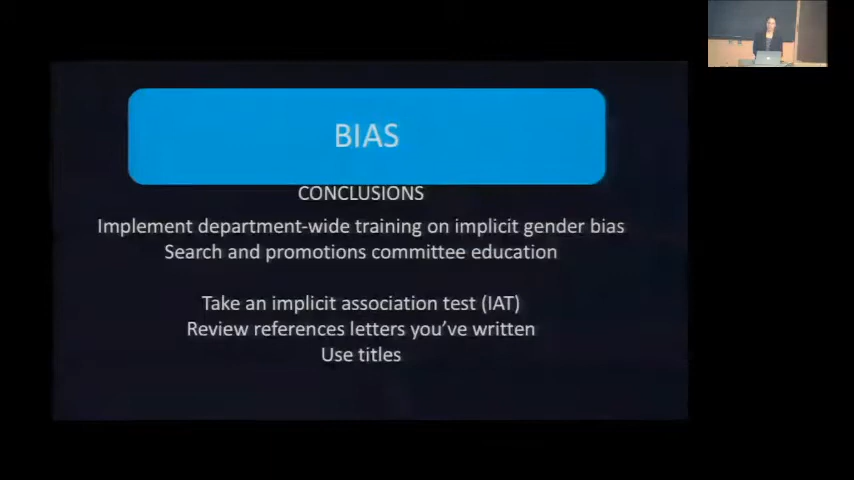 BIAS
CONCLUSIONS
Implement department-wide training on implicit gender bias
Search and promotions committee education
Take an implicit association test (IAT)
Review references letters you've written
Use titles